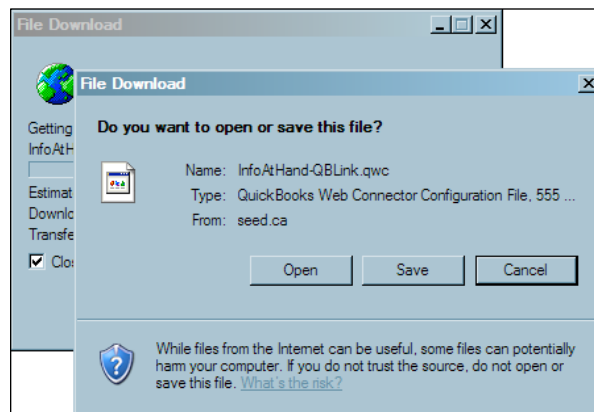 File Download
File Download
Getting
InfoAtH
Estimat
Downlo
Transfe
Clos
Do you want to open or save this file?
Name: InfoAtHand-QBLink.qwc
Type: QuickBooks Web Connector Configuration File, 555 ...
From: seed.ca
Open Save Cancel
While files from the Internet can be useful, some files can potentially
harm your computer. If you do not trust the source, do not open or
save this file. What's the risk?